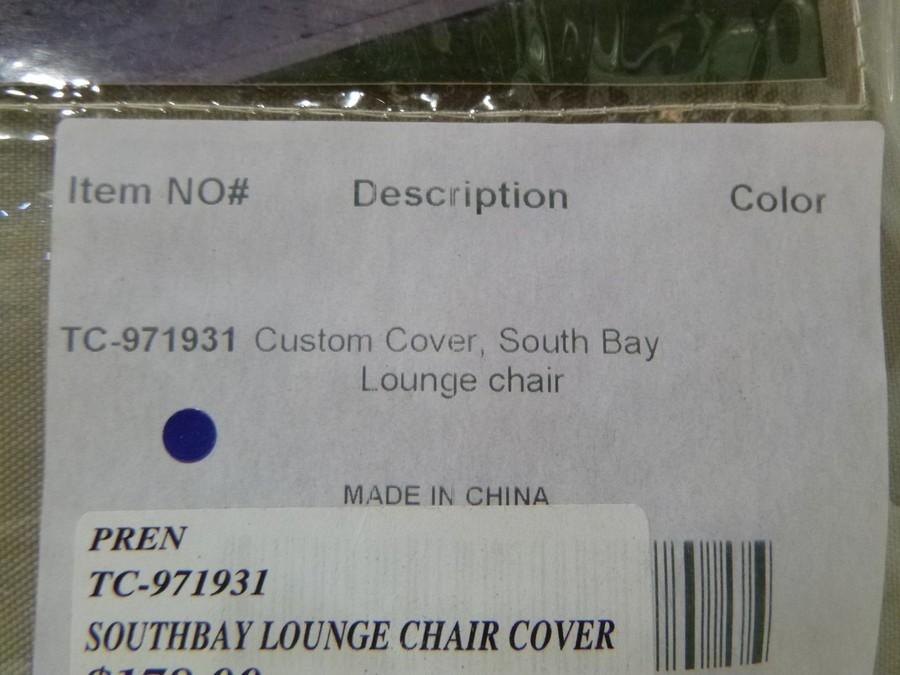 Item NO# Description Color
TC-971931 Custom Cover, South Bay
Lounge chair
MADE IN CHINA
PREN
TC-971931
SOUTHBAY LOUNGE CHAIR COVER